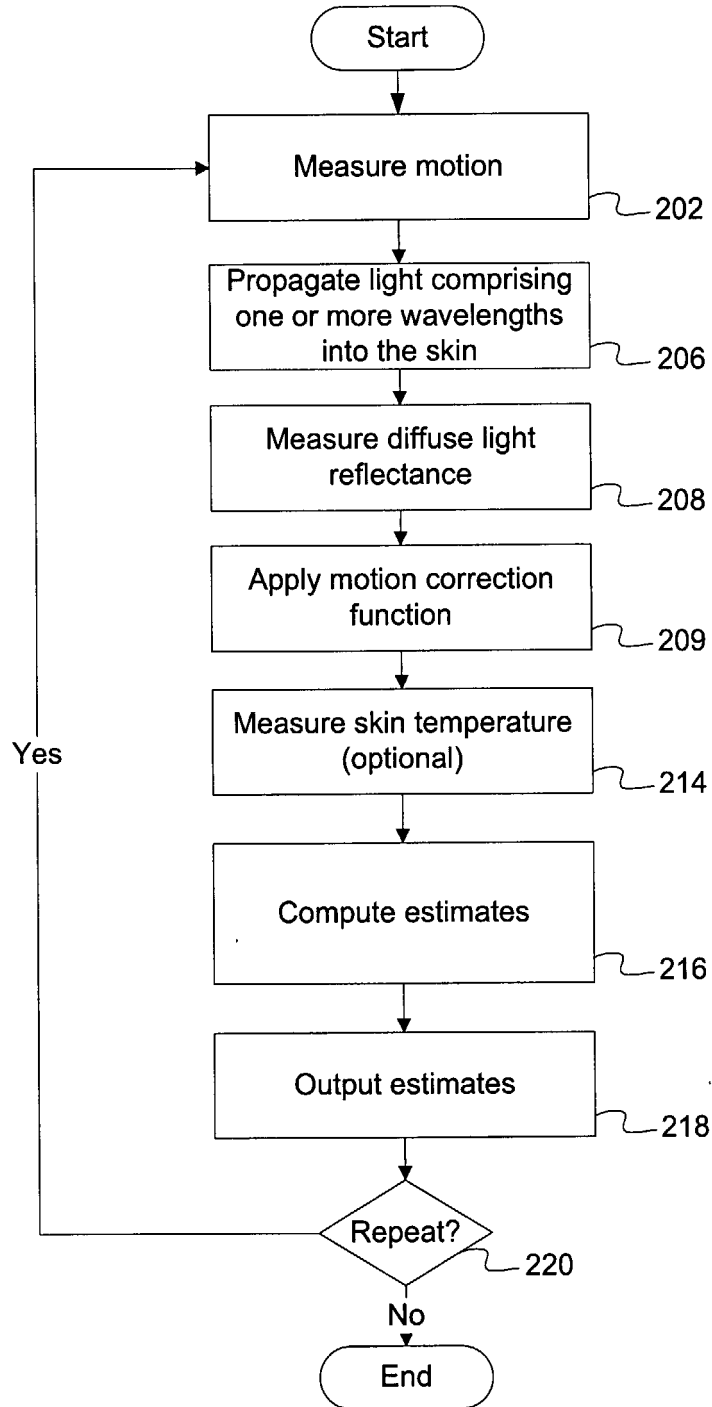 Start
Measure motion
202
Propagate light comprising
one or more wavelengths
into the skin
206
Measure diffuse light
reflectance
208
Apply motion correction
function
209
Measure skin temperature
(optional)
214
Yes
Compute estimates
216
Output estimates
218
Repeat?
220
No
End